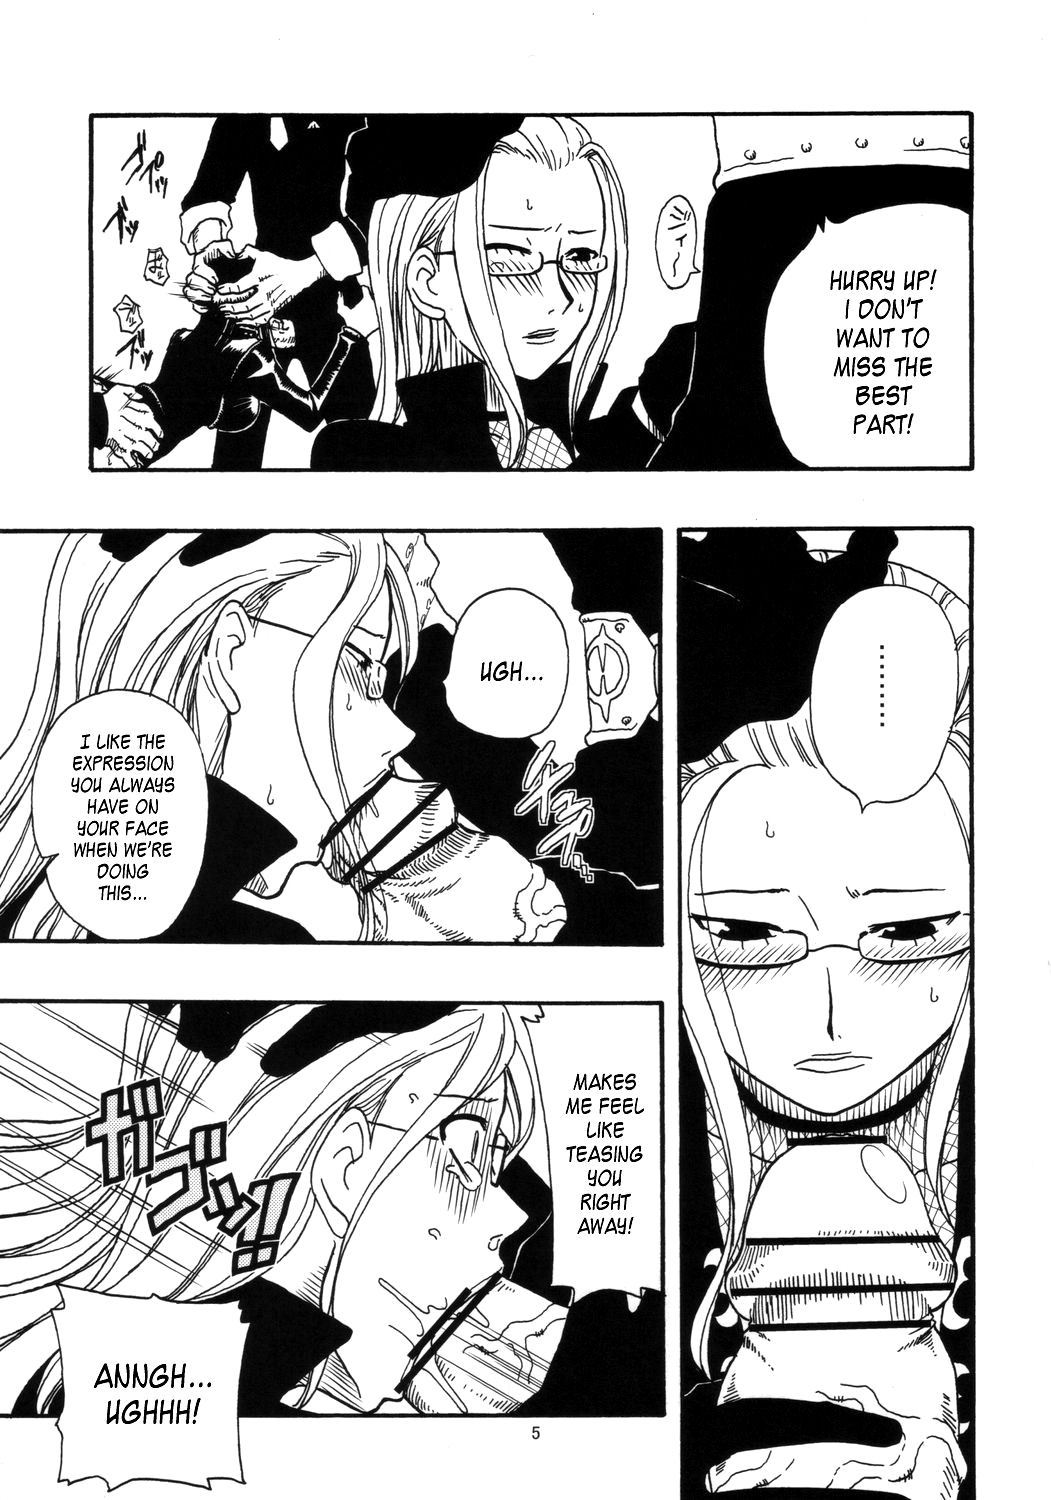 HURRY UP!
I DON'T
WANT TO
MISS THE
BEST
PART!
.........
UGH...
I LIKE THE
EXPRESSION
YOU ALWAYS
HAVE ON
YOUR FACE
WHEN WE'RE
DOING
THIS...
MAKES
ME FEEL
LIKE
TEASING
YOU
RIGHT
AWAY!
ガゴッ!!
ANNGH...
UGHHH!
5